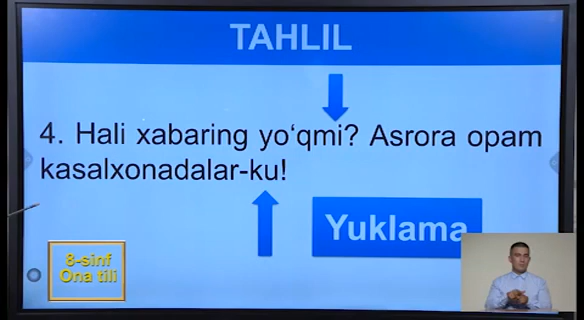 TAHLIL
4. Hali xabaring yo‘qmi? Asrora opam
kasalxonadalar-ku!
Yuklama
8-sinf
Ona tili